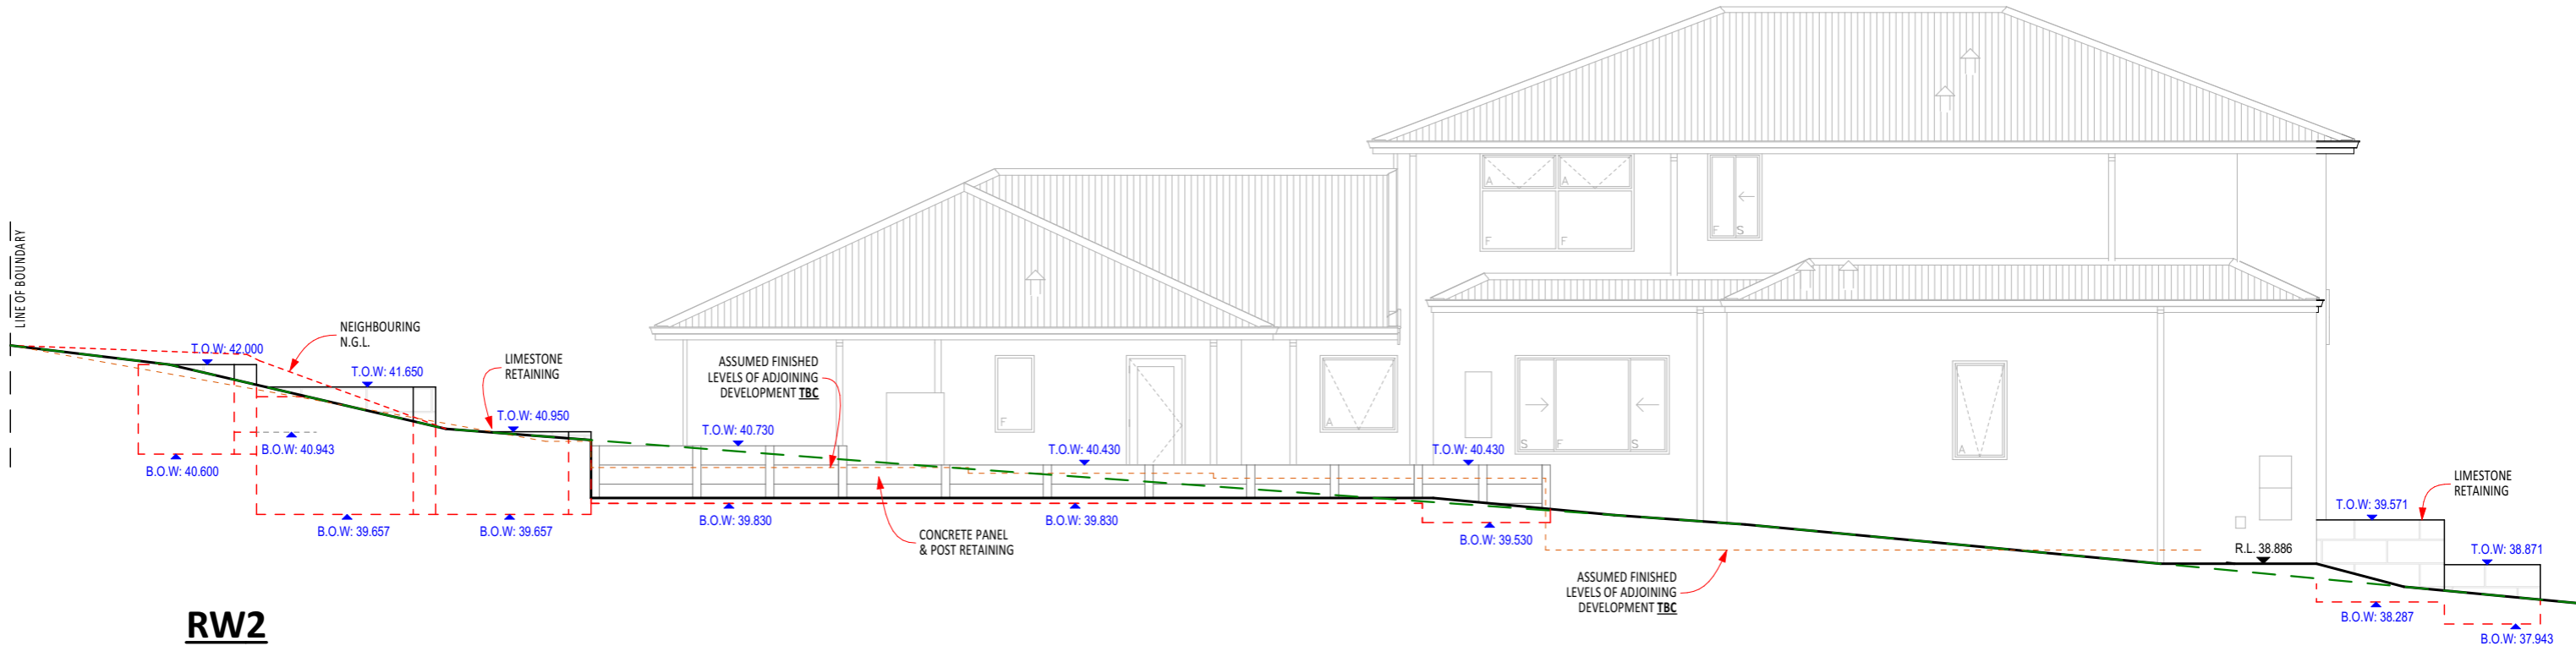 LINE OF BOUNDARY
NEIGHBOURING
N.G.L.
T.O.W: 42.000
T.O.W: 41.650
LIMESTONE
RETAINING
T.O.W: 40.950
B.O.W: 40.943
B.O.W: 40.600
B.O.W: 39.657
B.O.W: 39.657
ASSUMED FINISHED
LEVELS OF ADJOINING
DEVELOPMENT TBC
T.O.W: 40.730
T.O.W: 40.430
T.O.W: 40.430
B.O.W: 39.830
B.O.W: 39.830
B.O.W: 39.530
CONCRETE PANEL
& POST RETAINING
ASSUMED FINISHED
LEVELS OF ADJOINING
DEVELOPMENT TBC
A
A
F
F
F
S
F
A
S
F
S
A
R.L. 38.886
LIMESTONE
RETAINING
T.O.W: 39.571
T.O.W: 38.871
B.O.W: 38.287
B.O.W: 37.943
RW2